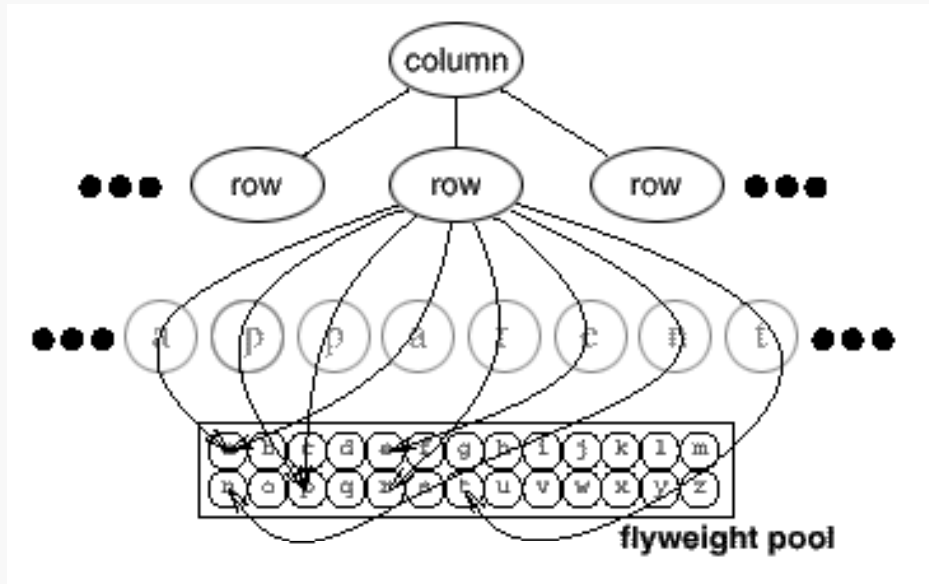 column
row row row
a p p a r e n t
a b c d e f g h i j k l m
n o p q r s t u v w x y z
flyweight pool